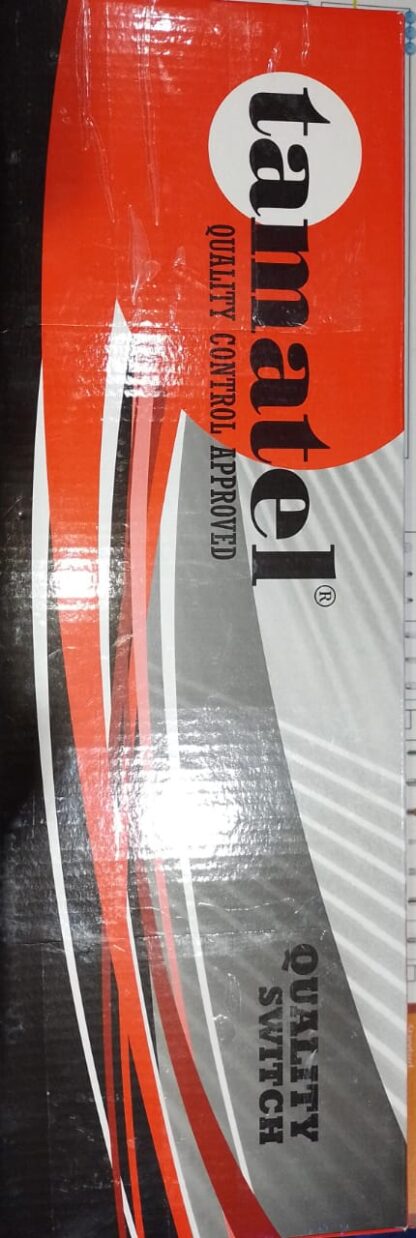 tamatel®
QUALITY CONTROL APPROVED
QUALITY
SWITCH